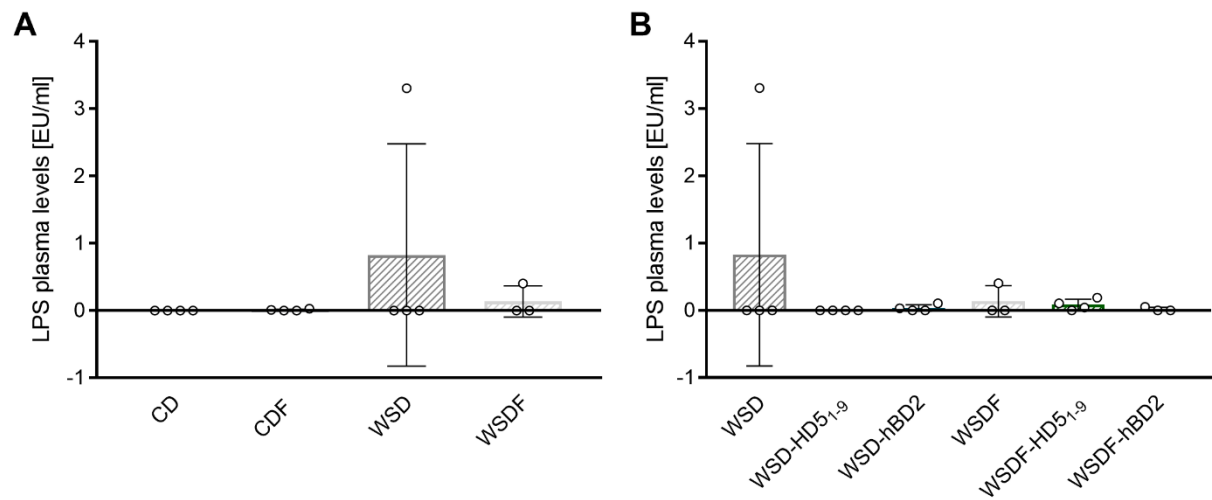 A
LPS plasma levels [EU/ml]
4
3
2
1
0
-1
CD
CDF
WSD
WSDF
B
LPS plasma levels [EU/ml]
4
3
2
1
0
-1
WSD
WSD-HD5₁₋₉
WSD-hBD2
WSDF
WSDF-HD5₁₋₉
WSDF-hBD2